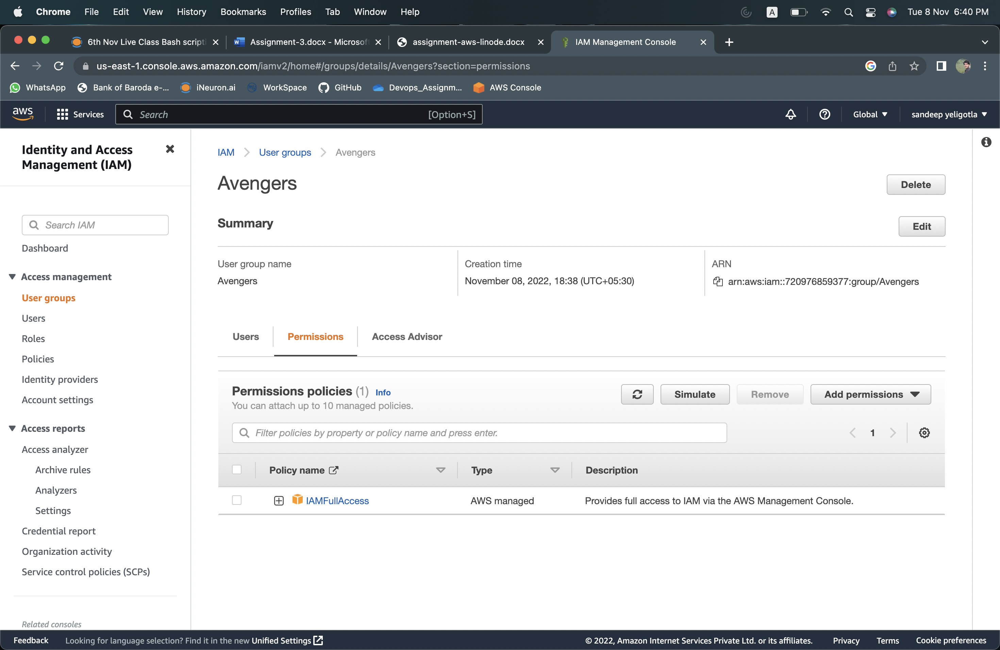 Chrome File Edit View History Bookmarks Profiles Tab Window Help
A
Tue 8 Nov 6:40 PM
6th Nov Live Class Bash scripti
Assignment-3.docx - Microsof
assignment-aws-linode.docx
IAM Management Console
us-east-1.console.aws.amazon.com/iamv2/home#/groups/details/Avengers?section=permissions
WhatsApp
Bank of Baroda e-...
iNeuron.ai
WorkSpace
GitHub
Devops_Assignm...
AWS Console
aws
Services
Search
[Option+S]
Global
sandeep yeligotla
Identity and Access
Management (IAM)
Search IAM
Dashboard
Access management
User groups
Users
Roles
Policies
Identity providers
Account settings
Access reports
Access analyzer
Archive rules
Analyzers
Settings
Credential report
Organization activity
Service control policies (SCPs)
Related consoles
IAM
User groups
Avengers
Avengers
Delete
Summary
Edit
User group name
Avengers
Creation time
November 08, 2022, 18:38 (UTC+05:30)
ARN
arn:aws:iam::720976859377:group/Avengers
Users
Permissions
Access Advisor
Permissions policies (1) Info
You can attach up to 10 managed policies.
Simulate
Remove
Add permissions
Filter policies by property or policy name and press enter.
1
Policy name
Type
Description
IAMFullAccess
AWS managed
Provides full access to IAM via the AWS Management Console.
Feedback
Looking for language selection? Find it in the new Unified Settings
© 2022, Amazon Internet Services Private Ltd. or its affiliates.
Privacy
Terms
Cookie preferences